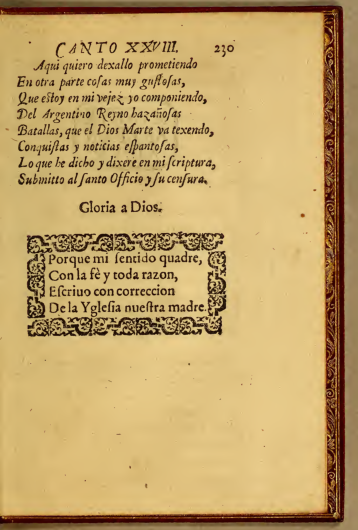 CANTO XXVIII. 230
Aqui quiero dexallo prometiendo
En otra parte cosas muy gustosas,
Que estoy en mi vejez yo componiendo,
Del Argentino Reyno hazañosas
Batallas, que el Dios Marte va texendo,
Conquistas y noticias espantosas,
Lo que he dicho y dixere en mi scriptura,
Submitto al santo Officio y su censura.
Gloria a Dios.
Porque mi sentido quadre,
Con la fè y toda razon,
Escriuo con correccion
De la Yglesia nuestra madre.